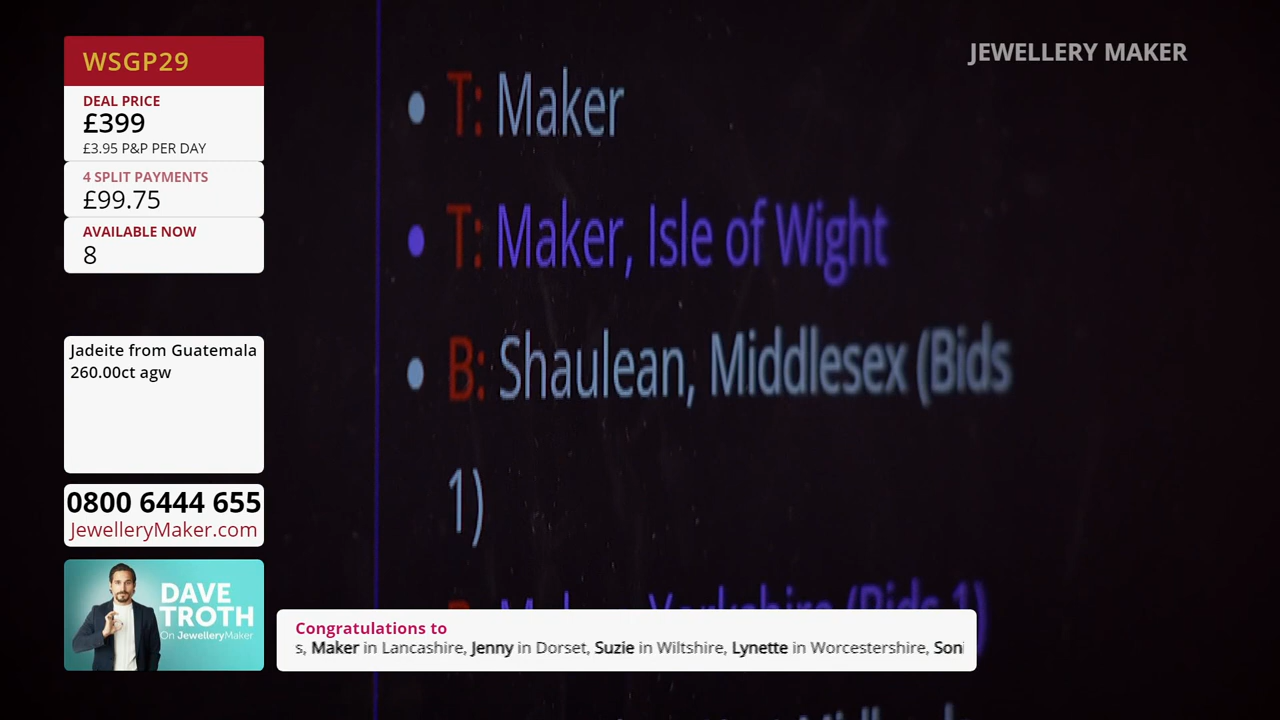 WSGP29
DEAL PRICE
£399
£3.95 P&P PER DAY
4 SPLIT PAYMENTS
£99.75
AVAILABLE NOW
8
Jadeite from Guatemala
260.00ct agw
0800 6444 655
JewelleryMaker.com
DAVE
TROTH
On JewelleryMaker
JEWELLERY MAKER
• T: Maker
• T: Maker, Isle of Wight
• B: Shaulean, Middlesex (Bids
1)
Yorkshire (Bids 1)
Congratulations to
s, Maker in Lancashire, Jenny in Dorset, Suzie in Wiltshire, Lynette in Worcestershire, Son